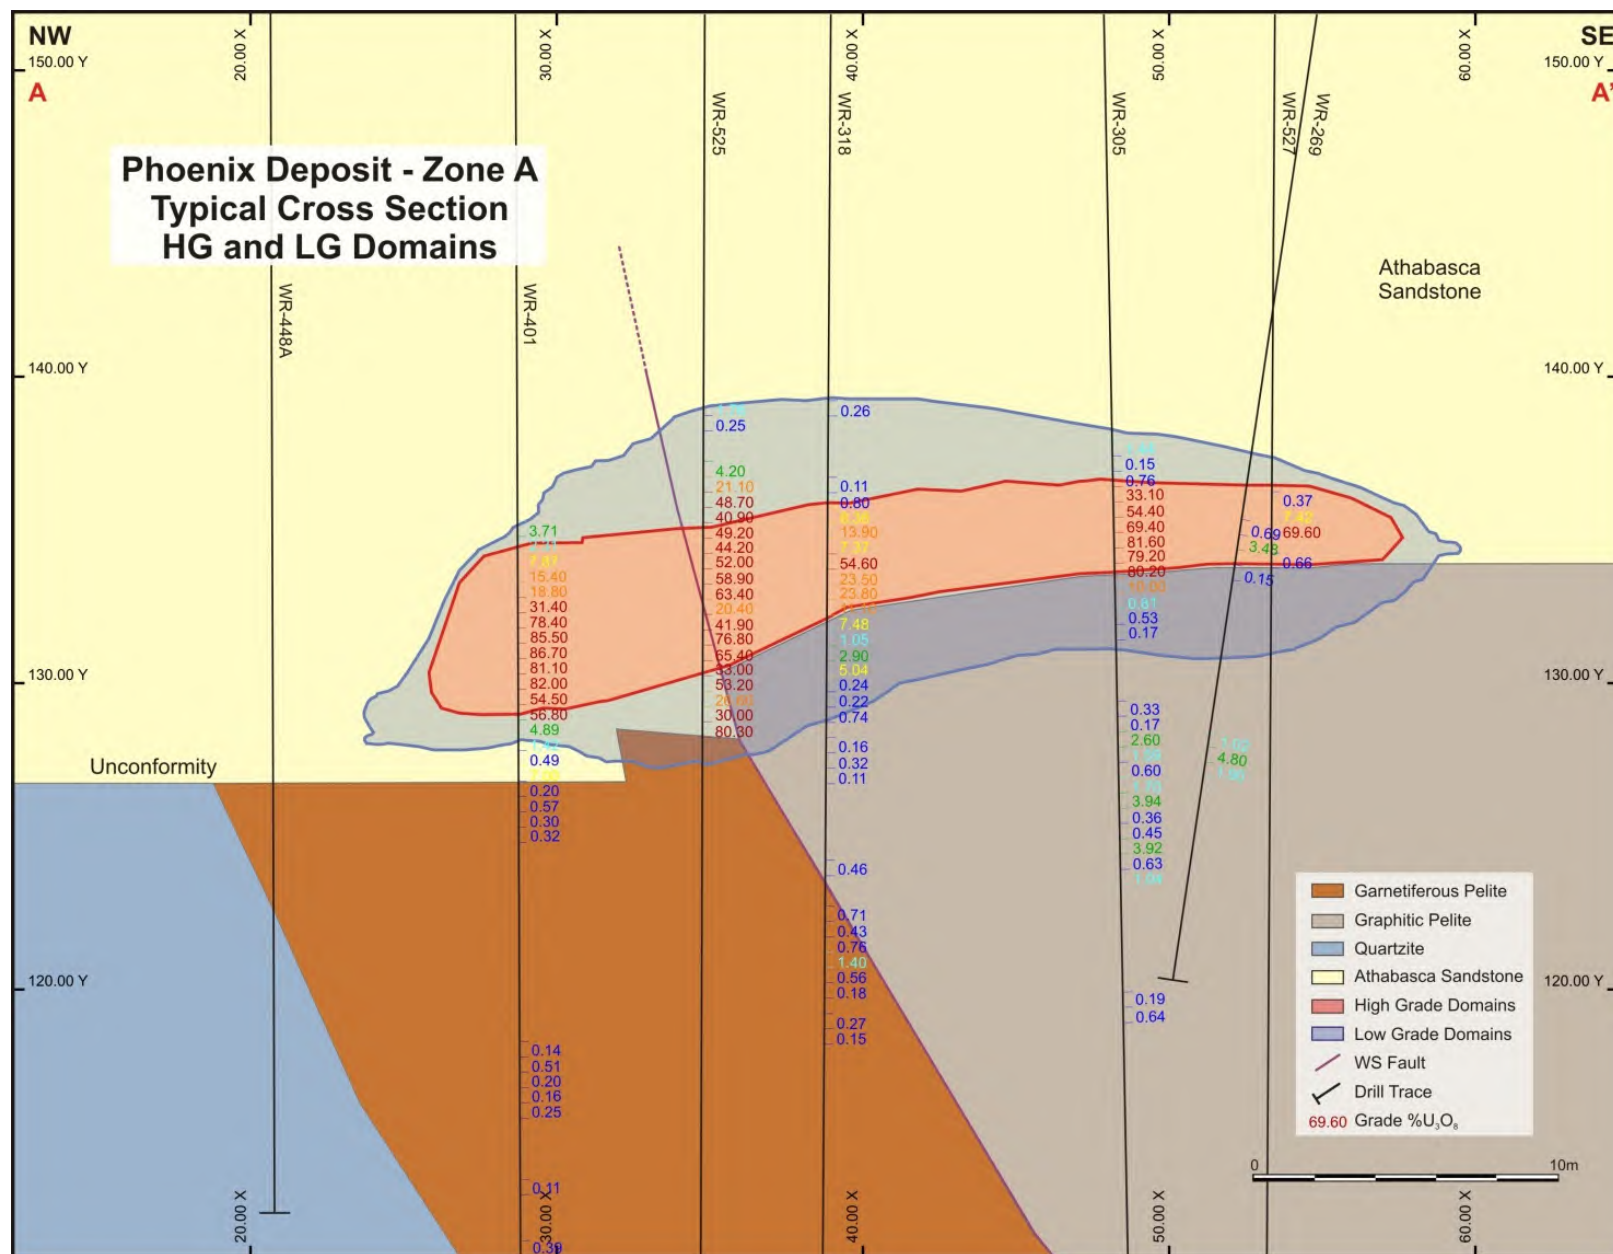 NW
SE
20.00 X
30.00 X
40.00 X
50.00 X
60.00 X
150.00 Y
150.00 Y
A
A'
Phoenix Deposit - Zone A
Typical Cross Section
HG and LG Domains
WR-448A
WR-401
WR-525
WR-318
WR-305
WR-527
WR-269
Athabasca
Sandstone
140.00 Y
140.00 Y
3.71
15.40
18.80
31.40
78.40
85.50
86.70
81.10
82.00
54.50
56.80
4.89
0.49
0.20
0.57
0.30
0.32
0.14
0.51
0.20
0.16
0.25
0.11
0.39
0.25
4.20
21.10
48.70
40.90
49.20
44.20
52.00
58.90
63.40
20.40
41.90
76.80
65.40
33.00
53.20
30.00
80.30
0.26
0.11
0.80
13.90
7.37
54.60
23.50
23.80
7.48
1.05
2.90
5.04
0.24
0.22
0.74
0.16
0.32
0.11
0.46
0.71
0.43
0.76
1.40
0.56
0.18
0.27
0.15
0.15
0.76
33.10
54.40
69.40
81.60
79.20
80.20
0.81
0.53
0.17
0.33
0.17
2.60
0.60
3.94
0.36
0.45
3.92
0.63
1.04
0.19
0.64
0.37
7.42
69.60
0.66
0.69
3.48
0.15
4.80
130.00 Y
130.00 Y
Unconformity
120.00 Y
120.00 Y
Garnetiferous Pelite
Graphitic Pelite
Quartzite
Athabasca Sandstone
High Grade Domains
Low Grade Domains
WS Fault
Drill Trace
69.60 Grade %U₃O₈
0 10m
20.00 X
30.00 X
40.00 X
50.00 X
60.00 X